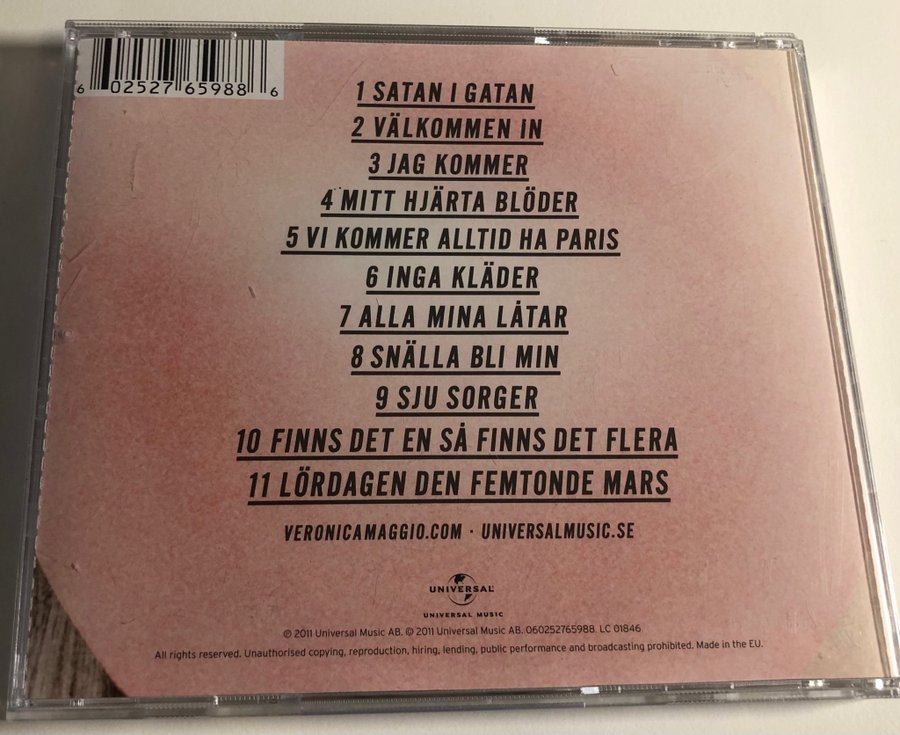 6 02527 65988 6
1 SATAN I GATAN
2 VÄLKOMMEN IN
3 JAG KOMMER
4 MITT HJÄRTA BLÖDER
5 VI KOMMER ALLTID HA PARIS
6 INGA KLÄDER
7 ALLA MINA LÅTAR
8 SNÄLLA BLI MIN
9 SJU SORGER
10 FINNS DET EN SÅ FINNS DET FLERA
11 LÖRDAGEN DEN FEMTONDE MARS
VERONICAMAGGIO.COM · UNIVERSALMUSIC.SE
UNIVERSAL
UNIVERSAL MUSIC
℗ 2011 Universal Music AB. © 2011 Universal Music AB. 060252765988. LC 01846.
All rights reserved. Unauthorised copying, reproduction, hiring, lending, public performance and broadcasting prohibited. Made in the EU.